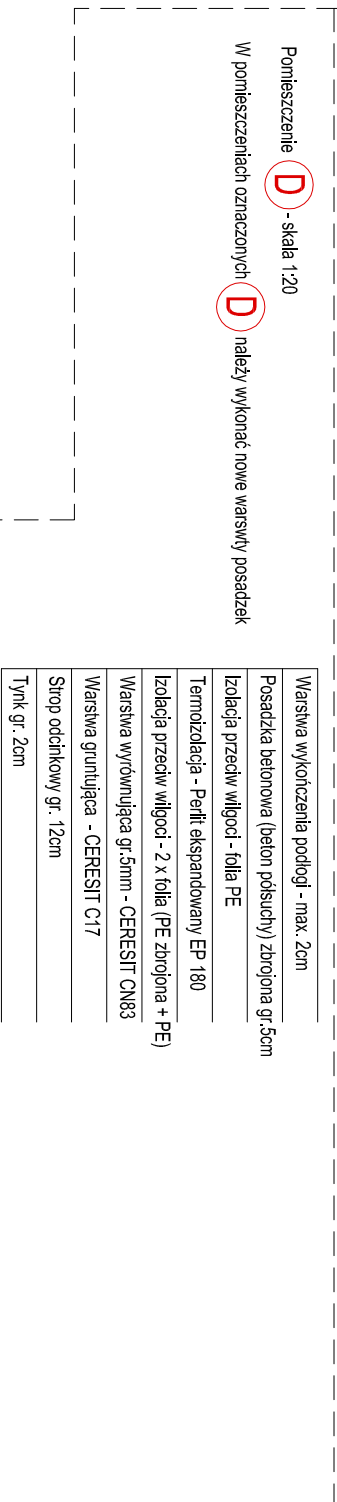 Pomieszczenie D - skala 1:20
W pomieszczeniach oznaczonych D należy wykonać nowe warswty posadzek
Warstwa wykończenia podłogi - max. 2cm
Posadzka betonowa (beton półsuchy) zbrojona gr.5cm
Izolacja przeciw wilgoci - folia PE
Termoizolacja - Perlit ekspandowany EP 180
Izolacja przeciw wilgoci - 2 x folia (PE zbrojona + PE)
Warstwa wyrównująca gr.5mm - CERESIT CN83
Warstwa gruntująca - CERESIT C17
Strop odcinkowy gr. 12cm
Tynk gr. 2cm